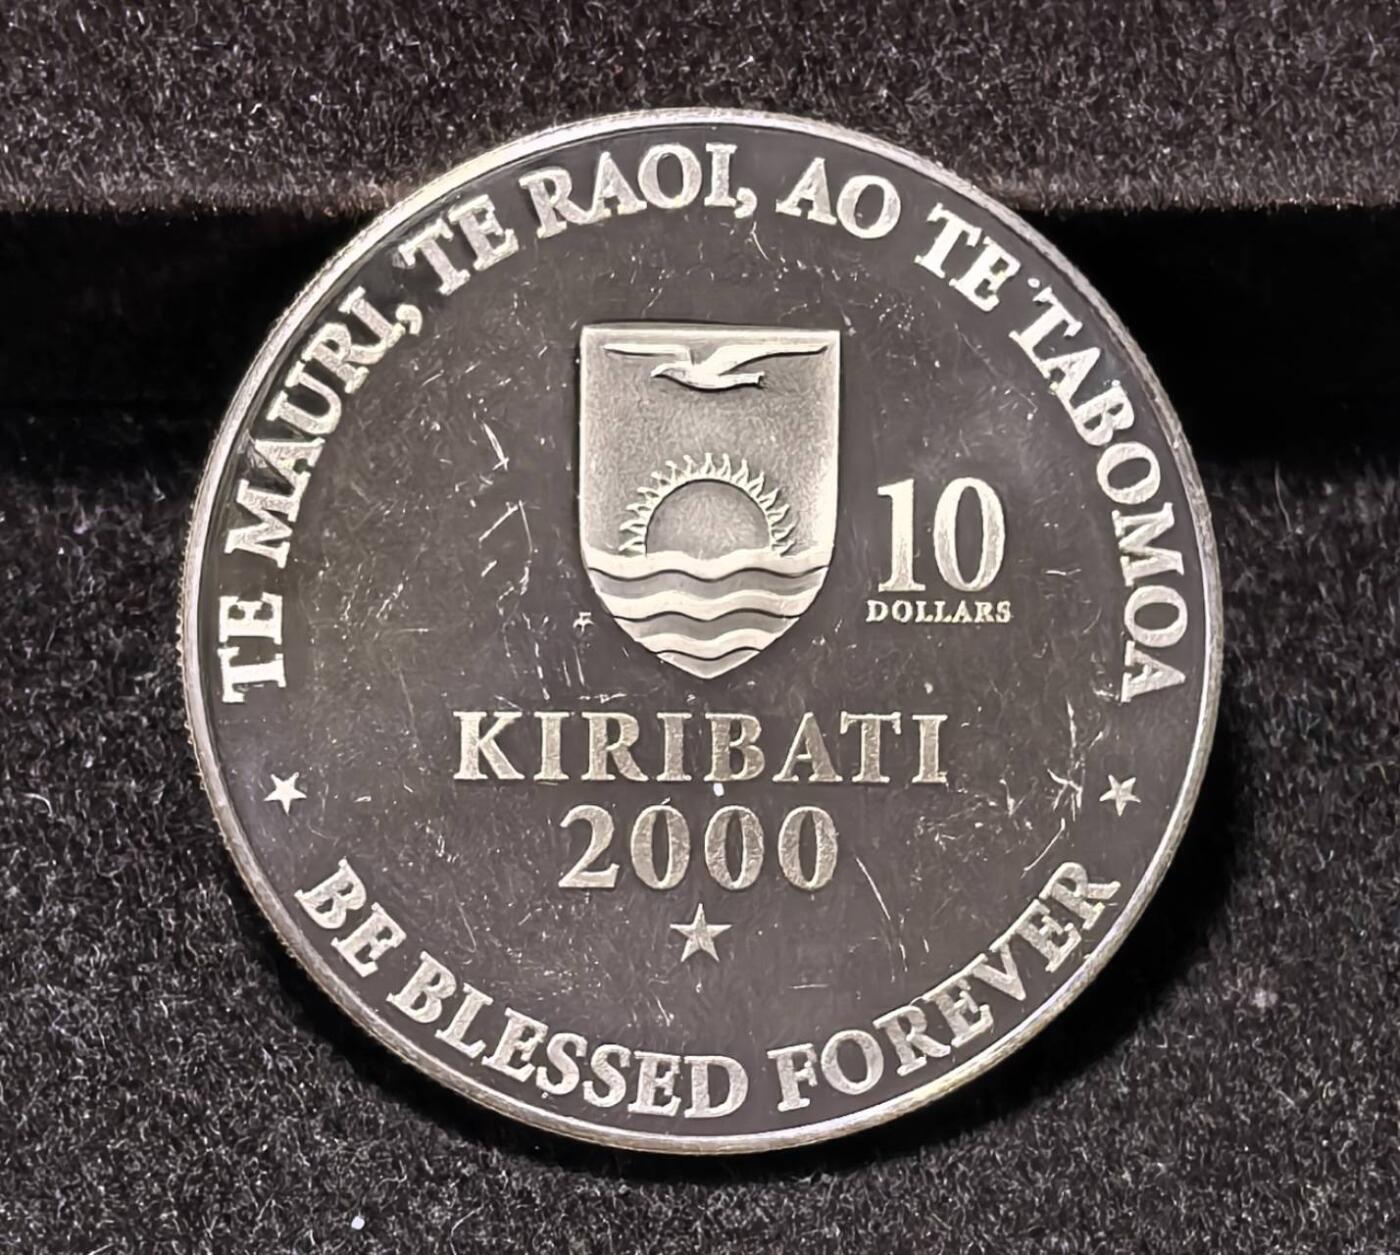 TE MAURI, TE RAOI, AO TE TABOMOA
10
DOLLARS
KIRIBATI
2000
BE BLESSED FOREVER